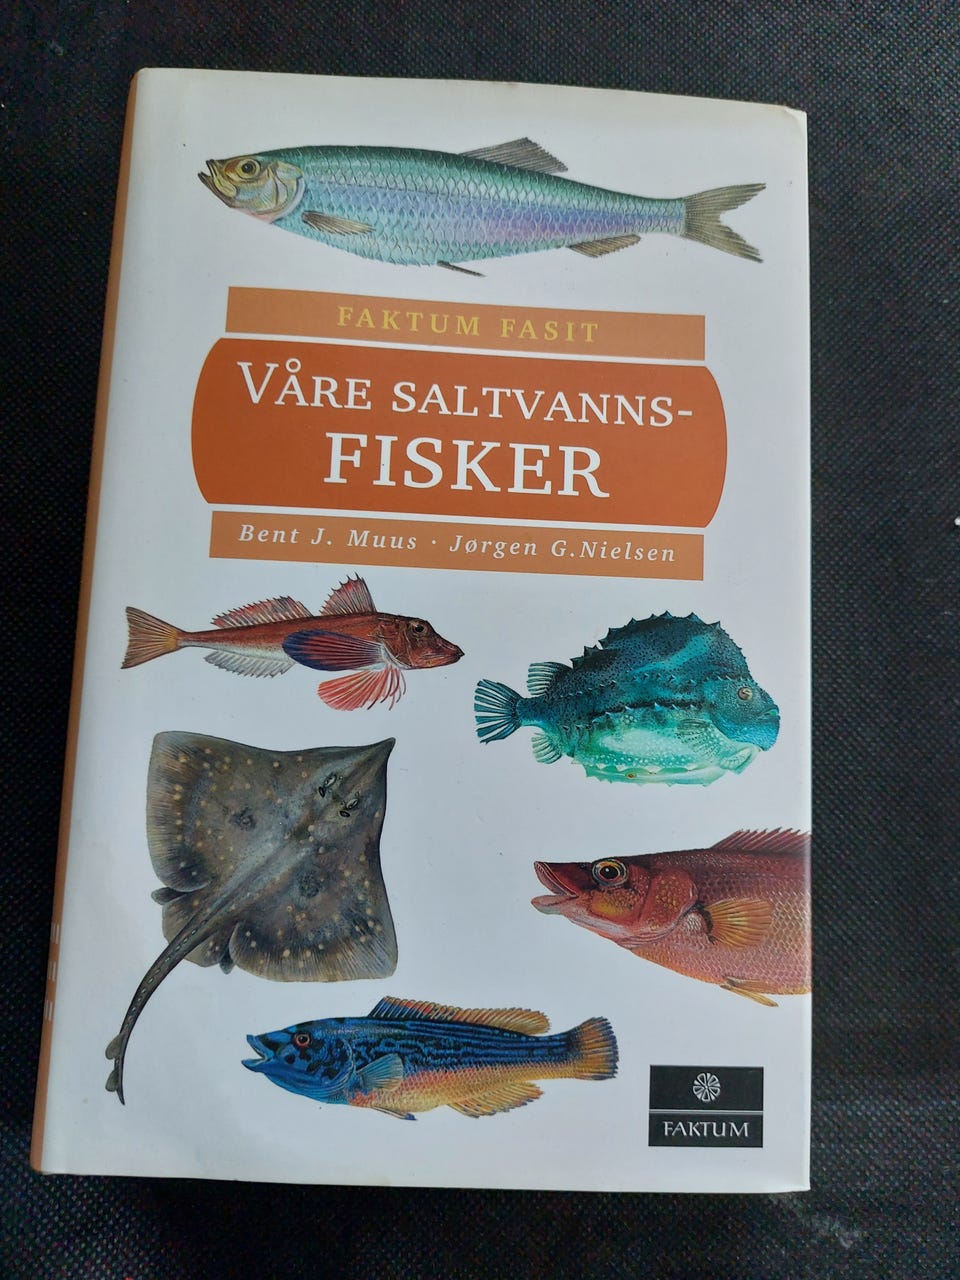 FAKTUM FASIT
VÅRE SALTVANNS-
FISKER
Bent J. Muus · Jørgen G.Nielsen
FAKTUM